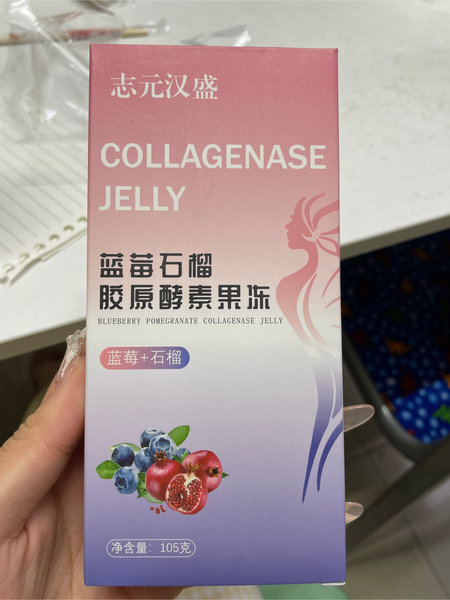 志元汉盛
COLLAGENASE
JELLY
蓝莓石榴
胶原酵素果冻
BLUEBERRY POMEGRANATE COLLAGENASE JELLY
蓝莓+石榴
净含量：105克